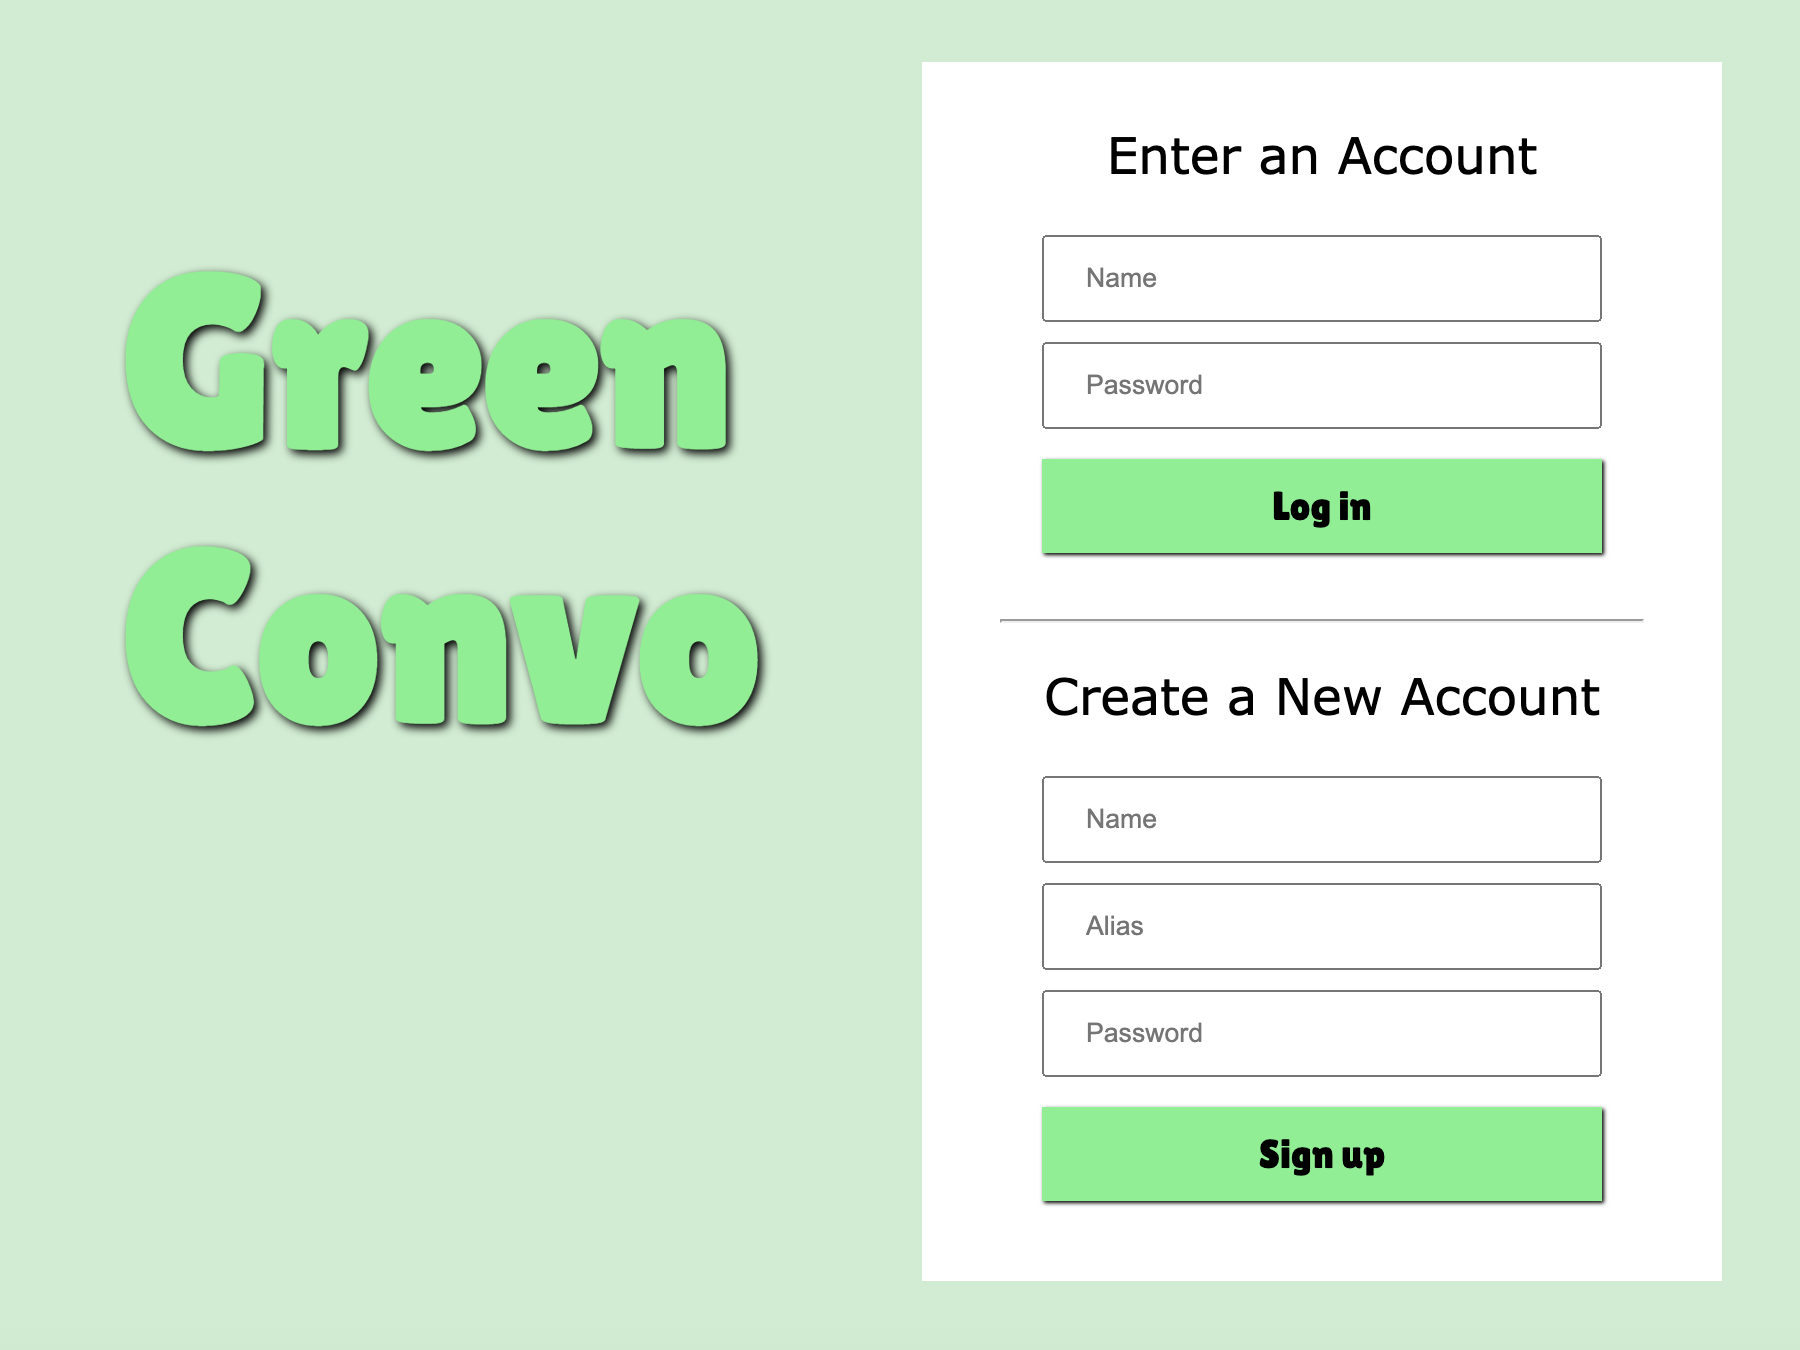 Green
Convo
Enter an Account
Name
Password
Log in
Create a New Account
Name
Alias
Password
Sign up